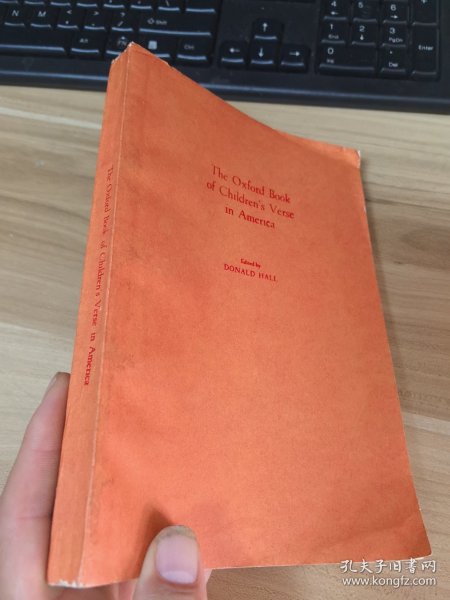 The Oxford Book
of Children's Verse
in America
Edited by
DONALD HALL
The Oxford Book of Children's Verse in America
孔夫子旧书网
www.kongfz.com